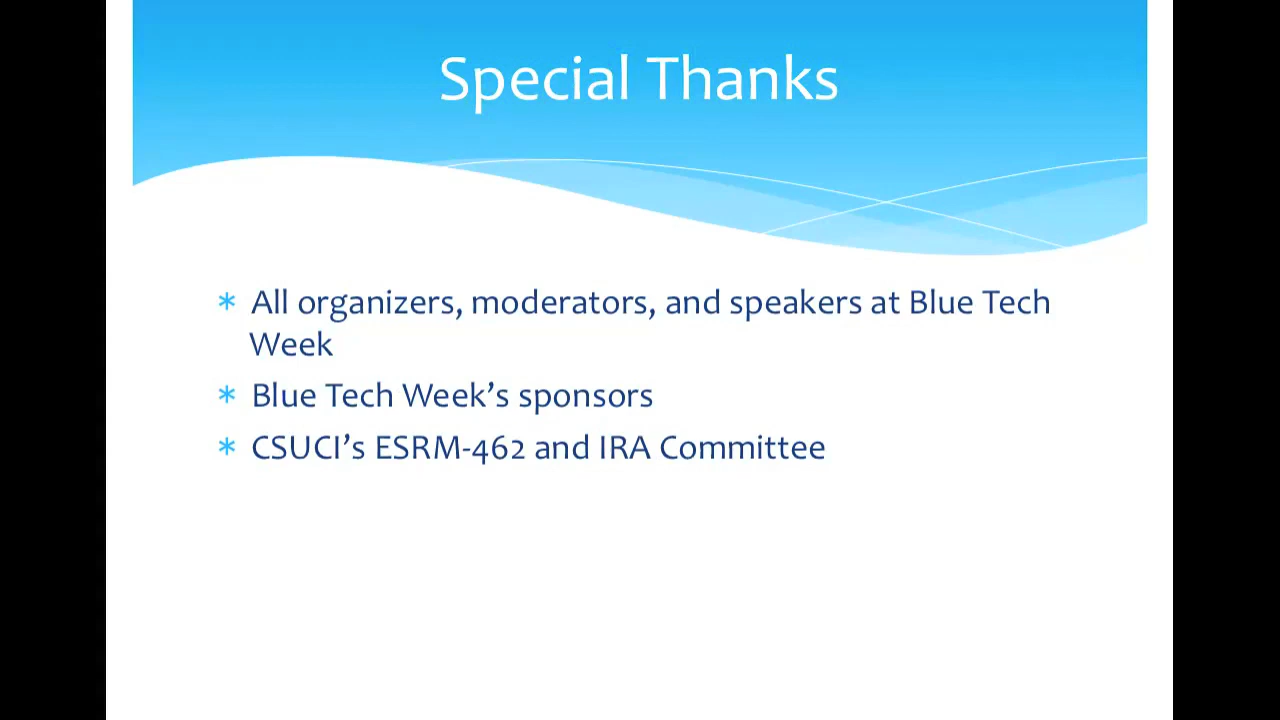 Special Thanks
* All organizers, moderators, and speakers at Blue Tech
Week
* Blue Tech Week’s sponsors
* CSUCI’s ESRM-462 and IRA Committee